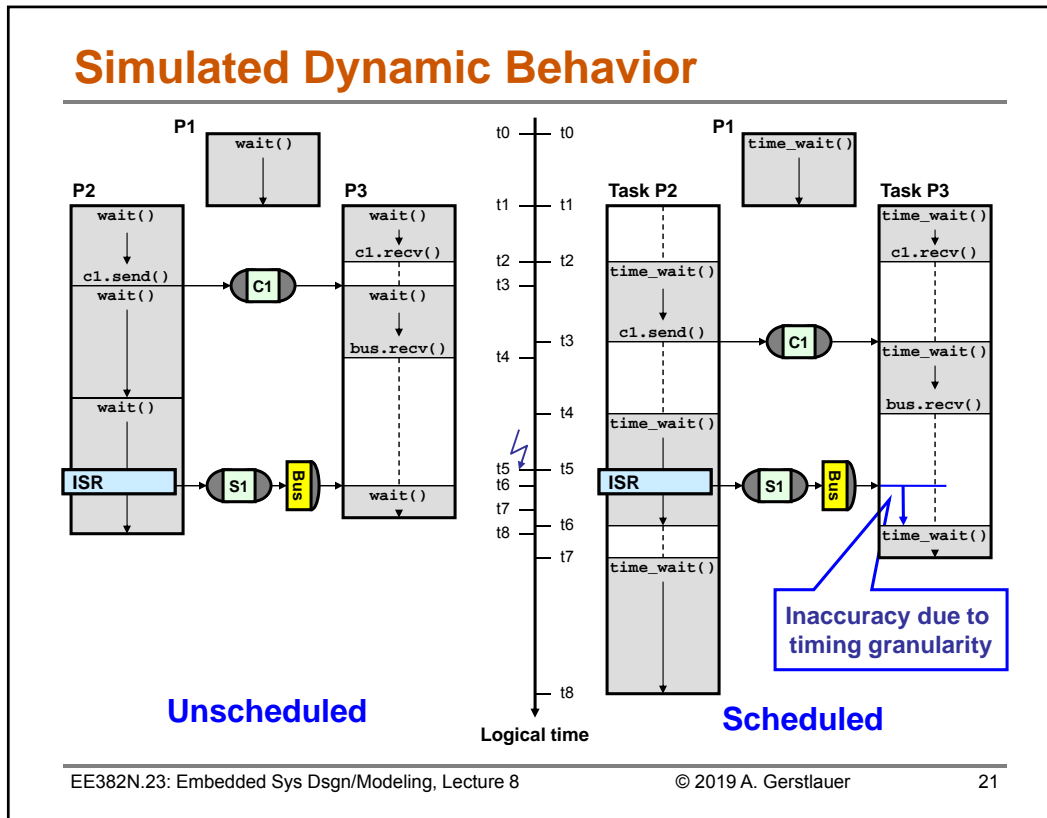 Simulated Dynamic Behavior
P1
wait()
P2
wait()
c1.send()
wait()
wait()
ISR
P3
wait()
c1.recv()
wait()
bus.recv()
wait()
C1
S1
Bus
t0
t1
t2
t3
t4
t5
t6
t7
t8
t0
t1
t2
t3
t4
t5
t6
t7
t8
Logical time
P1
time_wait()
Task P2
time_wait()
c1.send()
time_wait()
ISR
time_wait()
Task P3
time_wait()
c1.recv()
time_wait()
bus.recv()
time_wait()
C1
S1
Bus
Inaccuracy due to
timing granularity
Unscheduled
Scheduled
EE382N.23: Embedded Sys Dsgn/Modeling, Lecture 8
© 2019 A. Gerstlauer
21